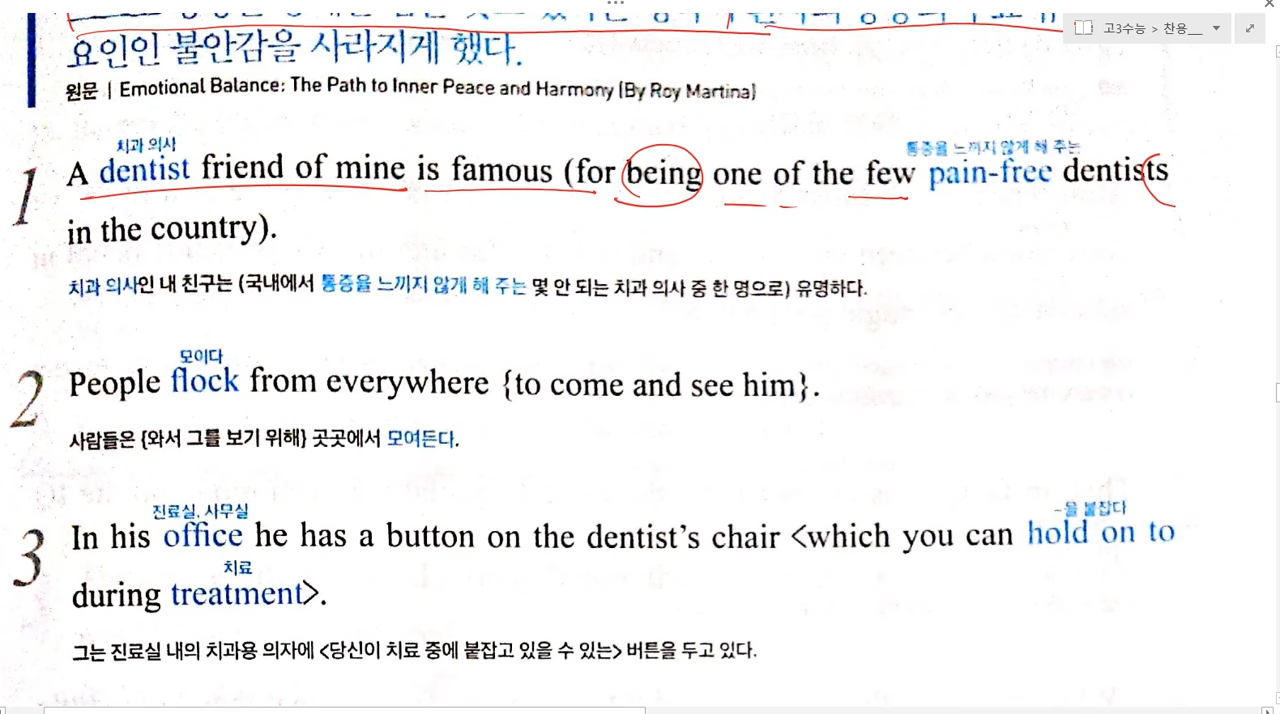 고3수능 > 찬용__
요인인 불안감을 사라지게 했다.
원문 | Emotional Balance: The Path to Inner Peace and Harmony (By Roy Martina)
치과 의사 통증을 느끼지 않게 해 주는
1 A dentist friend of mine is famous (for being one of the few pain-free dentists
in the country).
치과 의사인 내 친구는 (국내에서 통증을 느끼지 않게 해 주는 몇 안 되는 치과 의사 중 한 명으로) 유명하다.
모이다
2 People flock from everywhere {to come and see him}.
사람들은 {와서 그를 보기 위해} 곳곳에서 모여든다.
진료실, 사무실 ~을 붙잡다
3 In his office he has a button on the dentist's chair <which you can hold on to
치료
during treatment>.
그는 진료실 내의 치과용 의자에 <당신이 치료 중에 붙잡고 있을 수 있는> 버튼을 두고 있다.